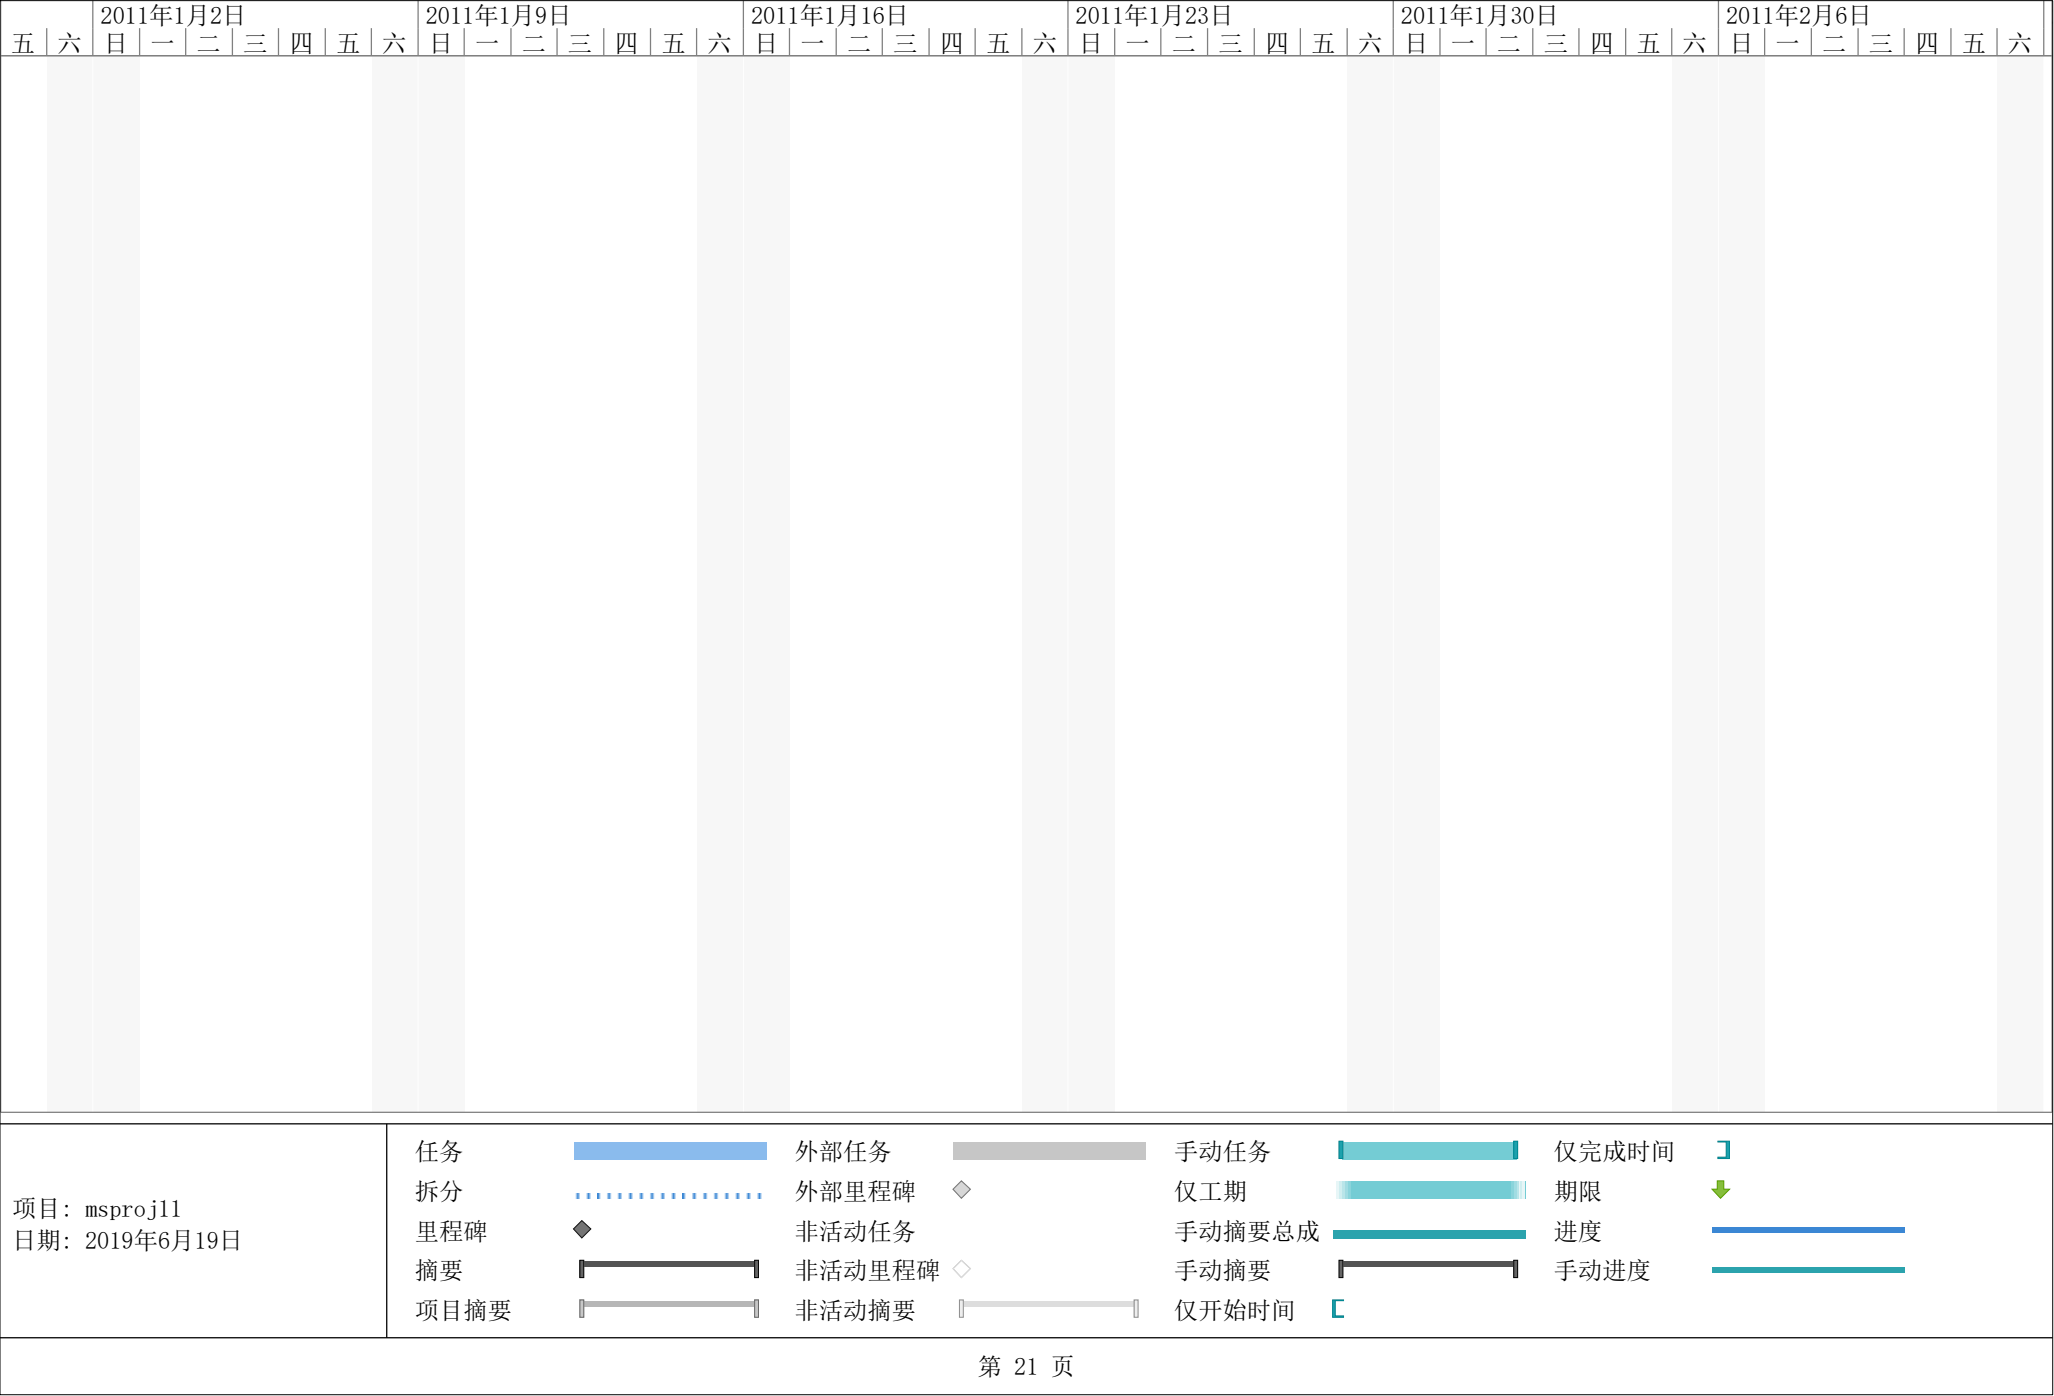 2011年1月2日 2011年1月9日 2011年1月16日 2011年1月23日 2011年1月30日 2011年2月6日
五 六 日 一 二 三 四 五 六 日 一 二 三 四 五 六 日 一 二 三 四 五 六 日 一 二 三 四 五 六 日 一 二 三 四 五 六 日 一 二 三 四 五 六
项目: msproj11
日期: 2019年6月19日
任务 外部任务 手动任务 仅完成时间
拆分 外部里程碑 仅工期 期限
里程碑 非活动任务 手动摘要总成 进度
摘要 非活动里程碑 手动摘要 手动进度
项目摘要 非活动摘要 仅开始时间
第 21 页